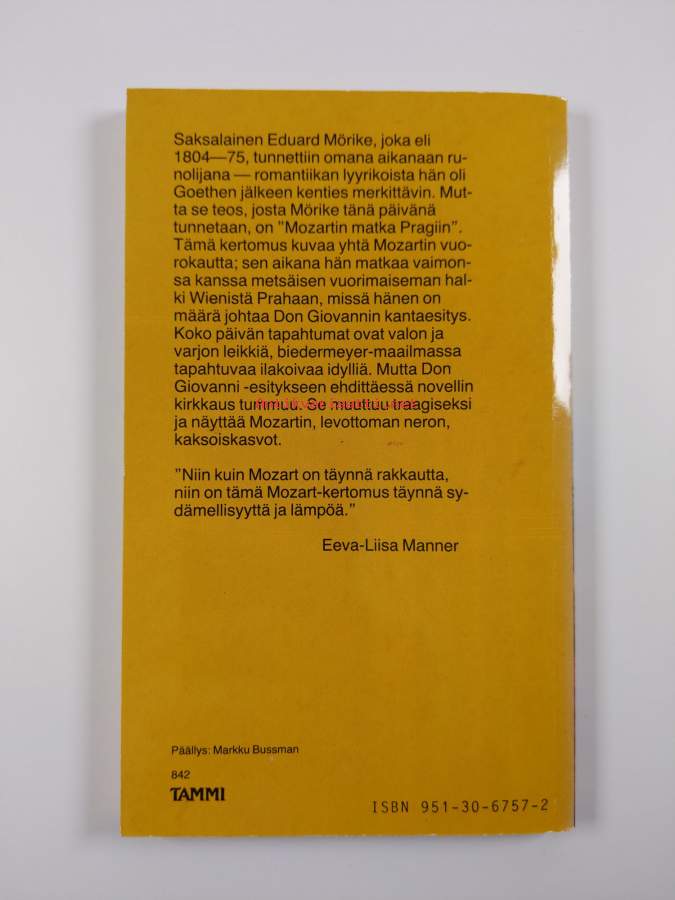 Saksalainen Eduard Mörike, joka eli
1804—75, tunnettiin omana aikanaan ru-
nolijana — romantiikan lyyrikoista hän oli
Goethen jälkeen kenties merkittävin. Mut-
ta se teos, josta Mörike tänä päivänä
tunnetaan, on "Mozartin matka Pragiin".
Tämä kertomus kuvaa yhtä Mozartin vuo-
rokautta; sen aikana hän matkaa vaimon-
sa kanssa metsäisen vuorimaiseman hal-
ki Wienistä Prahaan, missä hänen on
määrä johtaa Don Giovannin kantaesitys.
Koko päivän tapahtumat ovat valon ja
varjon leikkiä, biedermeyer-maailmassa
tapahtuvaa ilakoivaa idylliä. Mutta Don
Giovanni -esitykseen ehdittäessä novellin
kirkkaus tummuu. Se muuttuu maagiseksi
ja näyttää Mozartin, levottoman neron,
kaksoiskasvot.
"Niin kuin Mozart on täynnä rakkautta,
niin on tämä Mozart-kertomus täynnä sy-
dämellisyyttä ja lämpöä."
Eeva-Liisa Manner
Päällys: Markku Bussman
842
TAMMI
ISBN 951-30-6757-2